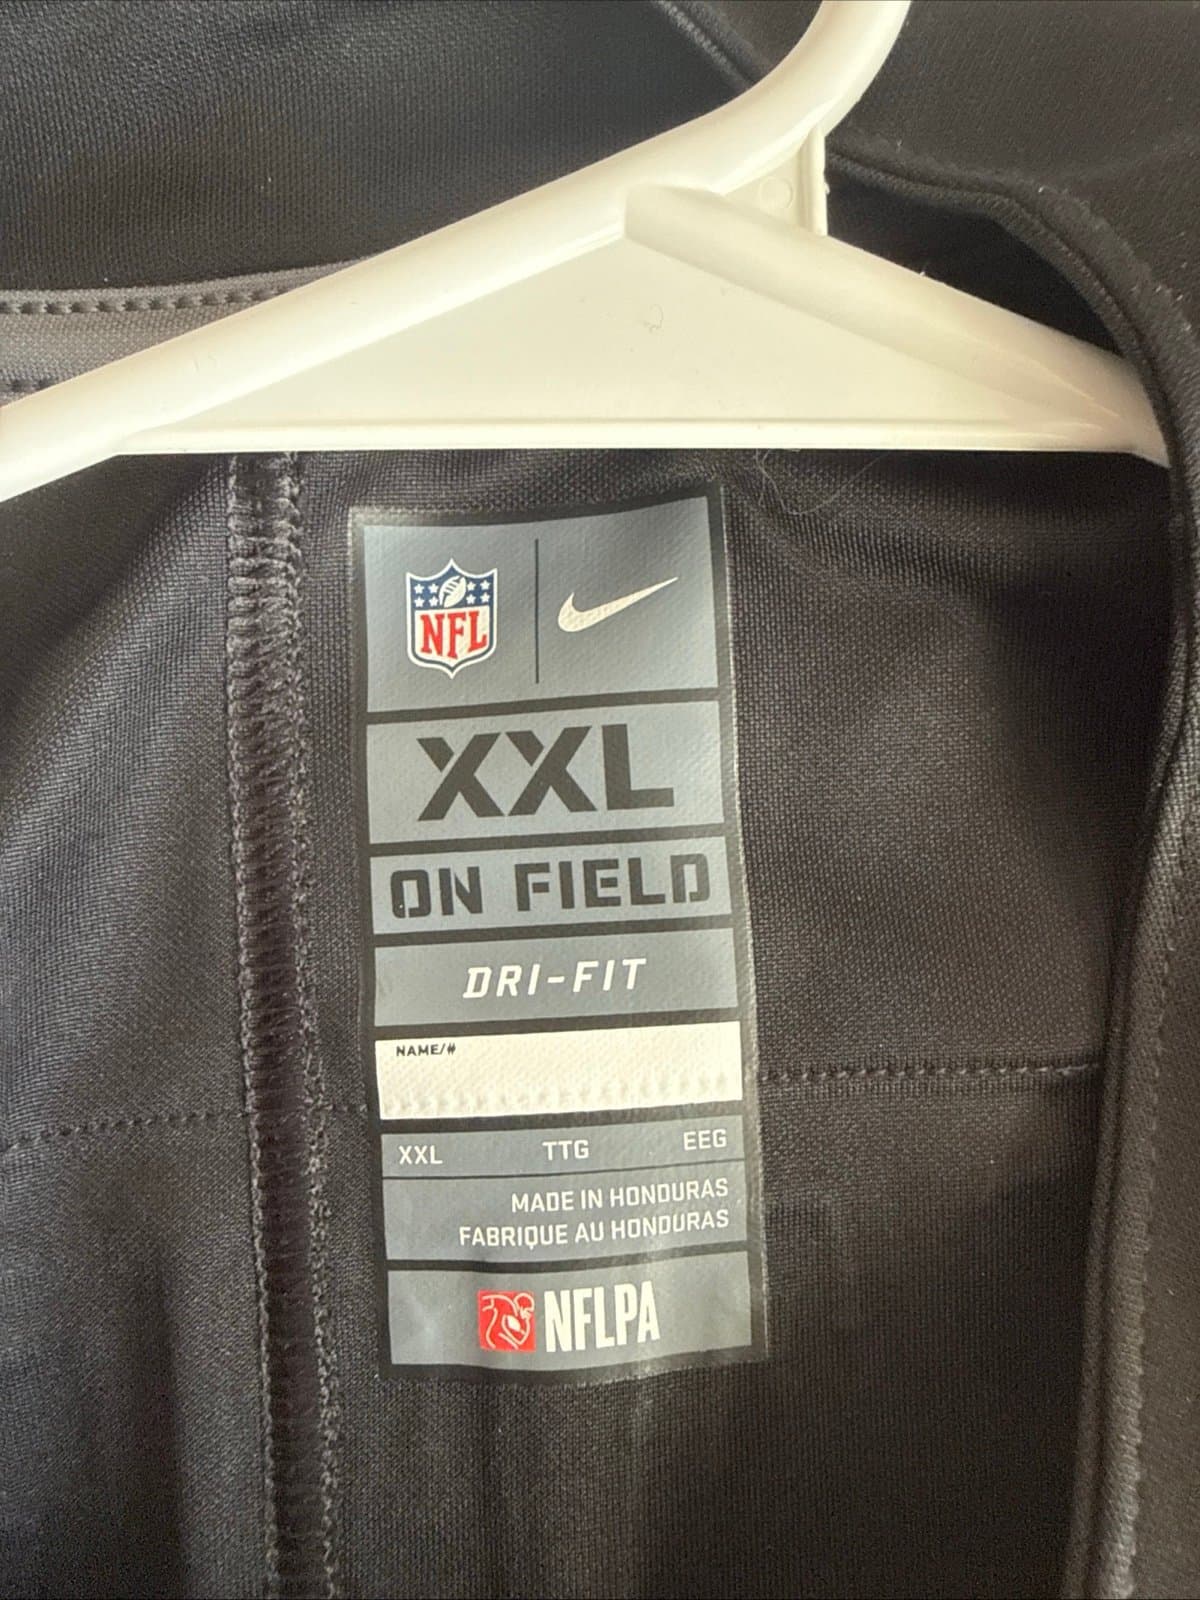 NFL
XXL
ON FIELD
DRI-FIT
NAME/#
XXL TTG EEG
MADE IN HONDURAS
FABRIQUE AU HONDURAS
NFLPA